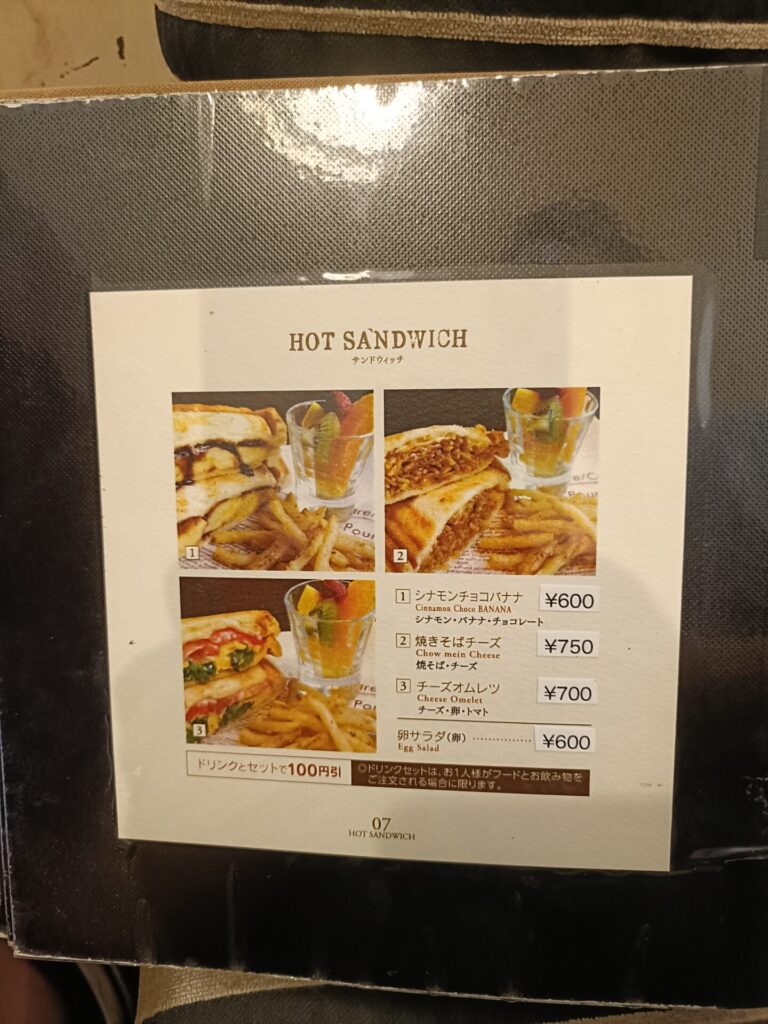 HOT SANDWICH
サンドウィッチ
1
2
3
1 シナモンチョコバナナ ¥600
Cinnamon Choco BANANA
シナモン・バナナ・チョコレート
2 焼きそばチーズ ¥750
Chow mein Cheese
焼そば・チーズ
3 チーズオムレツ ¥700
Cheese Omelet
チーズ・卵・トマト
卵サラダ(卵) ·············· ¥600
Egg Salad
ドリンクとセットで100円引
◎ドリンクセットは、お1人様がフードとお飲み物を
ご注文される場合に限ります。
07
HOT SANDWICH